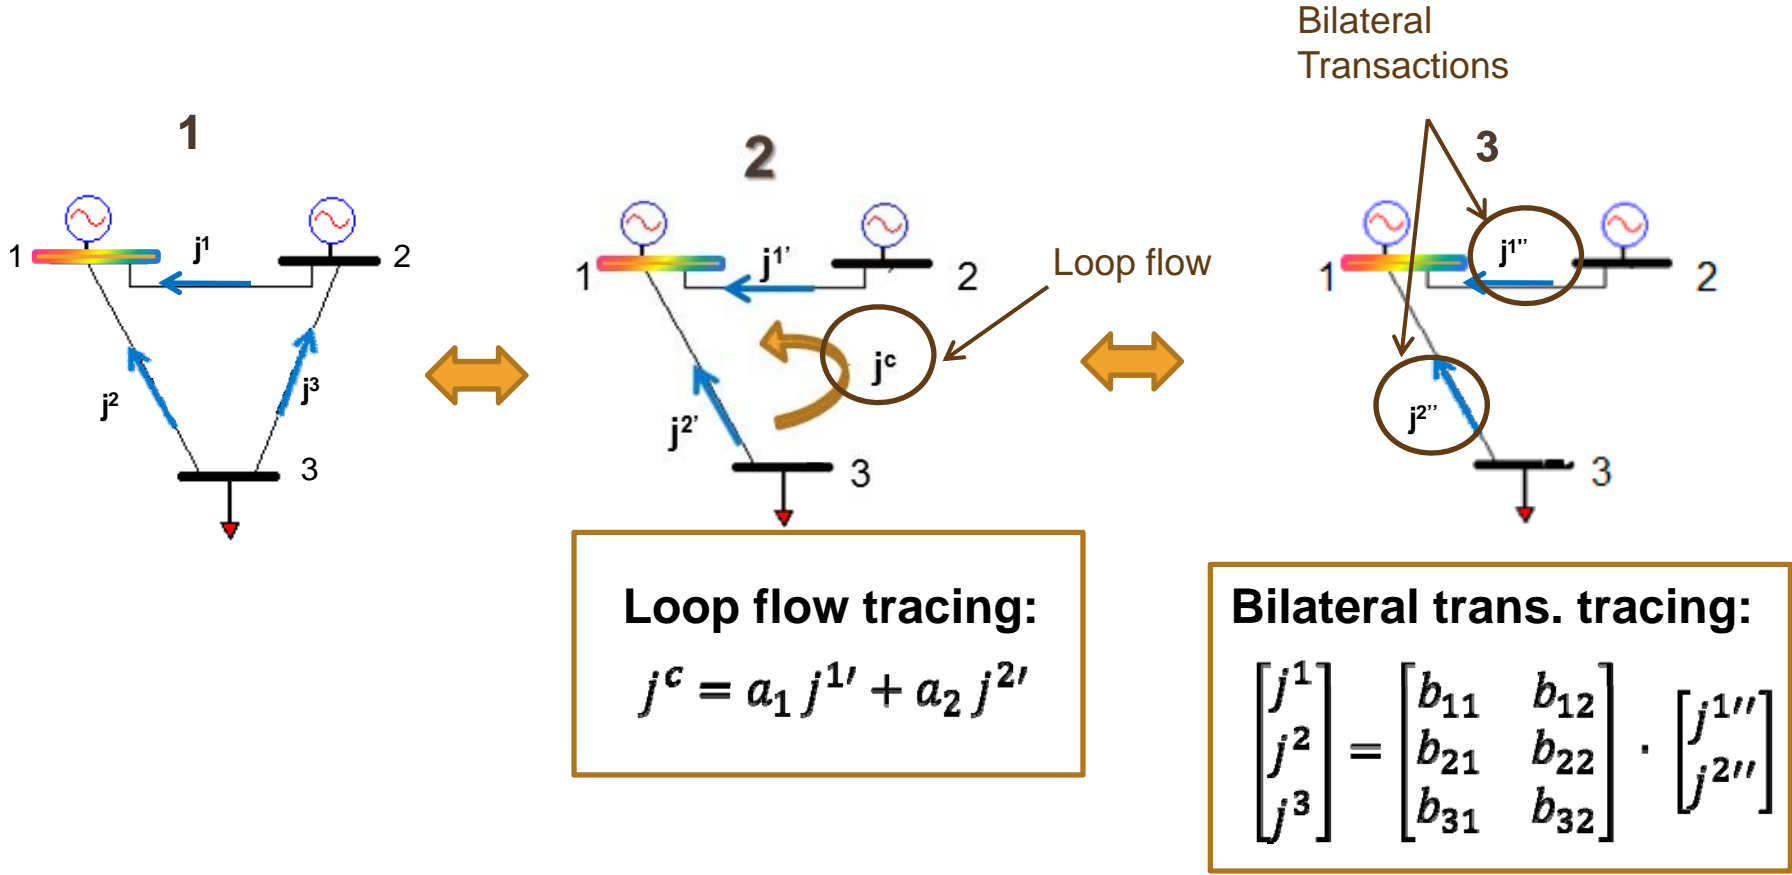 1
1
j¹
2
j²
j³
3
2
1
j¹'
2
Loop flow
jᶜ
j²'
3
Loop flow tracing:
jᶜ = a₁ j¹′ + a₂ j²′
Bilateral
Transactions
3
1
j¹''
2
j²''
3
Bilateral trans. tracing:
[j¹ j² j³] = [b₁₁ b₁₂ b₂₁ b₂₂ b₃₁ b₃₂] · [j¹′′ j²′′]